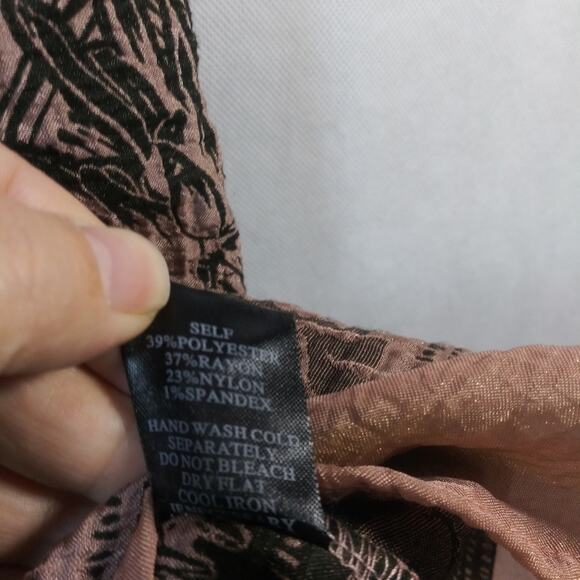 SELF
39%POLYESTER
37%RAYON
23%NYLON
1%SPANDEX
HAND WASH COLD
SEPARATELY
DO NOT BLEACH
DRY FLAT
COOL IRON